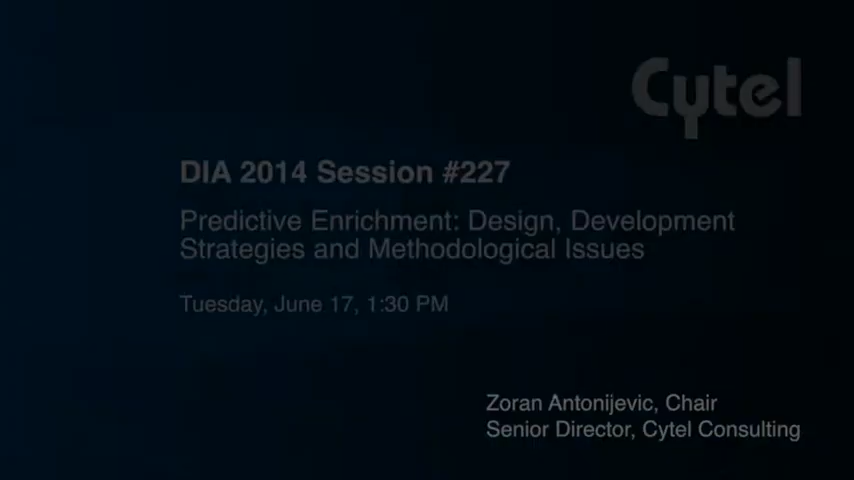 Cytel
DIA 2014 Session #227
Predictive Enrichment: Design, Development
Strategies and Methodological Issues
Tuesday, June 17, 1:30 PM
Zoran Antonijevic, Chair
Senior Director, Cytel Consulting